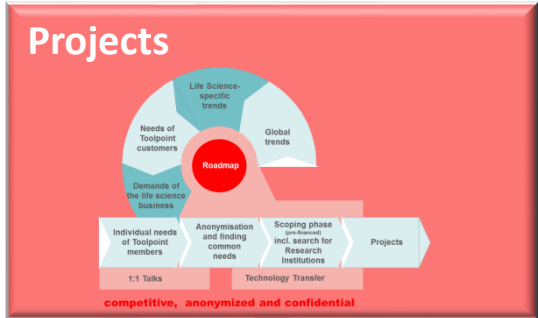 Projects
Life Science-
specific
trends
Needs of
Toolpoint
customers
Global
trends
Roadmap
Demands of
the life science
business
Individual needs
of Toolpoint
members
Anonymisation
and finding
common
needs
Scoping phase
(pre-financed)
incl. search for
Research
Institutions
Projects
1:1 Talks
Technology Transfer
competitive, anonymized and confidential